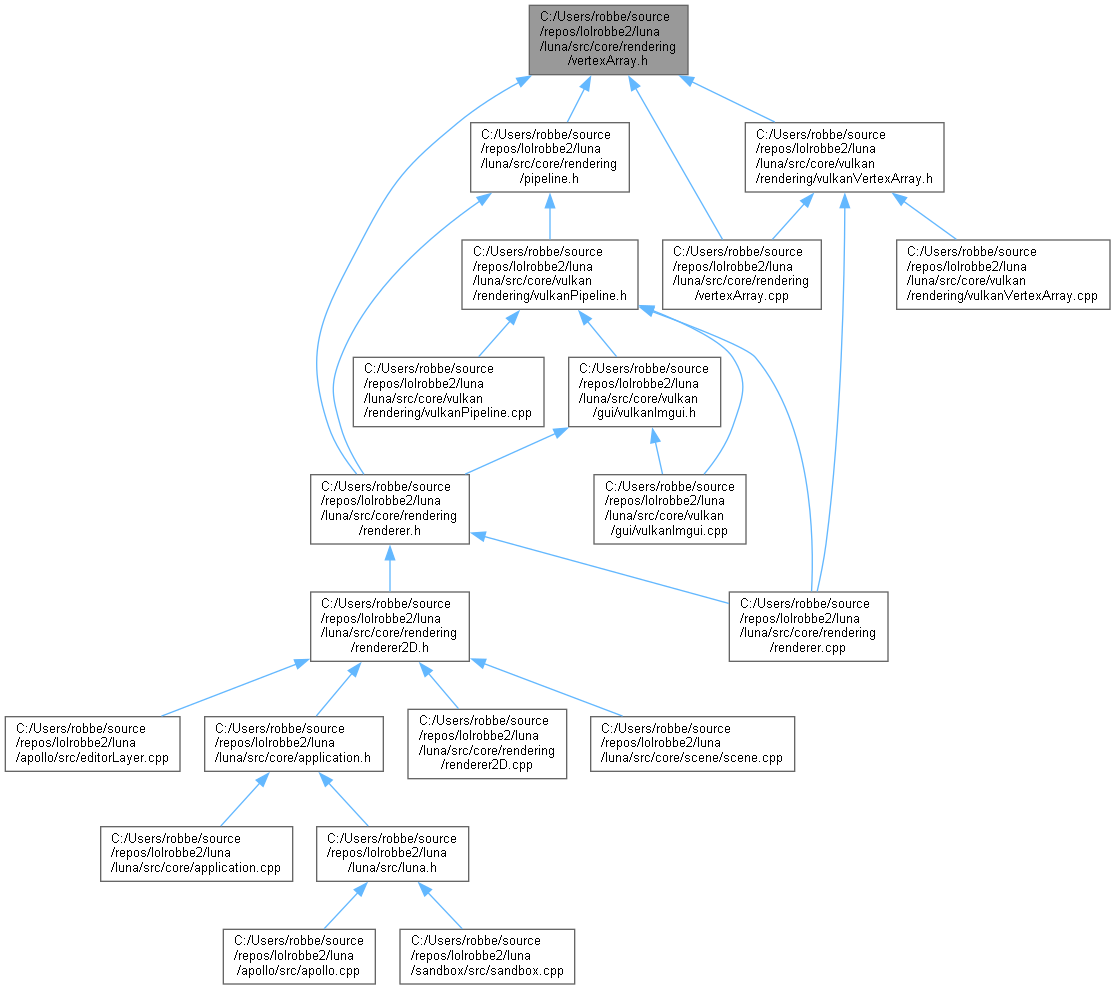 C:/Users/robbe/source
/repos/lolrobbe2/luna
/luna/src/core/rendering
/vertexArray.h
C:/Users/robbe/source
/repos/lolrobbe2/luna
/luna/src/core/rendering
/pipeline.h
C:/Users/robbe/source
/repos/lolrobbe2/luna
/luna/src/core/vulkan
/rendering/vulkanVertexArray.h
C:/Users/robbe/source
/repos/lolrobbe2/luna
/luna/src/core/vulkan
/rendering/vulkanPipeline.h
C:/Users/robbe/source
/repos/lolrobbe2/luna
/luna/src/core/rendering
/vertexArray.cpp
C:/Users/robbe/source
/repos/lolrobbe2/luna
/luna/src/core/vulkan
/rendering/vulkanVertexArray.cpp
C:/Users/robbe/source
/repos/lolrobbe2/luna
/luna/src/core/vulkan
/rendering/vulkanPipeline.cpp
C:/Users/robbe/source
/repos/lolrobbe2/luna
/luna/src/core/vulkan
/gui/vulkanImgui.h
C:/Users/robbe/source
/repos/lolrobbe2/luna
/luna/src/core/rendering
/renderer.h
C:/Users/robbe/source
/repos/lolrobbe2/luna
/luna/src/core/vulkan
/gui/vulkanImgui.cpp
C:/Users/robbe/source
/repos/lolrobbe2/luna
/luna/src/core/rendering
/renderer2D.h
C:/Users/robbe/source
/repos/lolrobbe2/luna
/luna/src/core/rendering
/renderer.cpp
C:/Users/robbe/source
/repos/lolrobbe2/luna
/apollo/src/editorLayer.cpp
C:/Users/robbe/source
/repos/lolrobbe2/luna
/luna/src/core/application.h
C:/Users/robbe/source
/repos/lolrobbe2/luna
/luna/src/core/rendering
/renderer2D.cpp
C:/Users/robbe/source
/repos/lolrobbe2/luna
/luna/src/core/scene/scene.cpp
C:/Users/robbe/source
/repos/lolrobbe2/luna
/luna/src/core/application.cpp
C:/Users/robbe/source
/repos/lolrobbe2/luna
/luna/src/luna.h
C:/Users/robbe/source
/repos/lolrobbe2/luna
/apollo/src/apollo.cpp
C:/Users/robbe/source
/repos/lolrobbe2/luna
/sandbox/src/sandbox.cpp